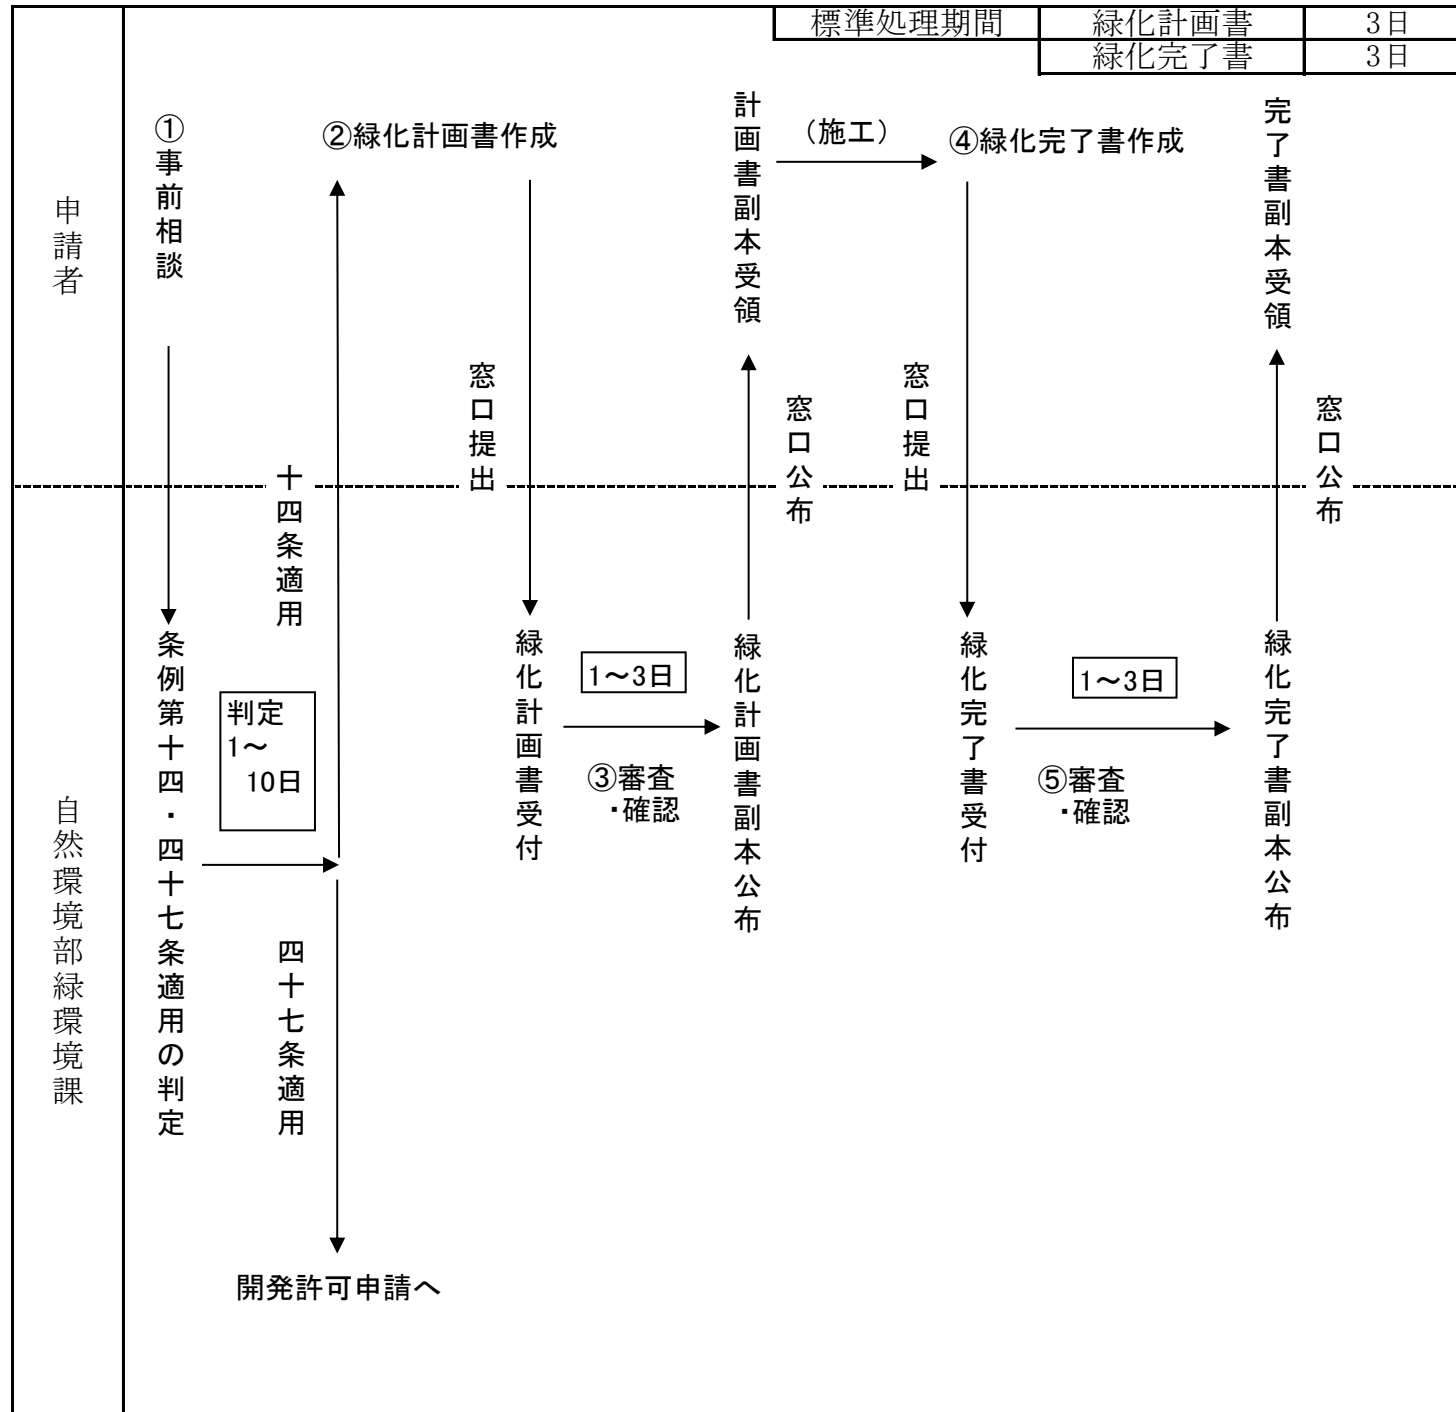 標準処理期間 緑化計画書 3日
緑化完了書 3日
申請者
①事前相談
②緑化計画書作成
計画書副本受領
（施工）
④緑化完了書作成
完了書副本受領
窓口提出
窓口公布
窓口提出
窓口公布
十四条適用
自然環境部緑環境課
条例第十四・四十七条適用の判定
判定
1～
10日
四十七条適用
開発許可申請へ
緑化計画書受付
1～3日
③審査
・確認
緑化計画書副本公布
緑化完了書受付
1～3日
⑤審査
・確認
緑化完了書副本公布